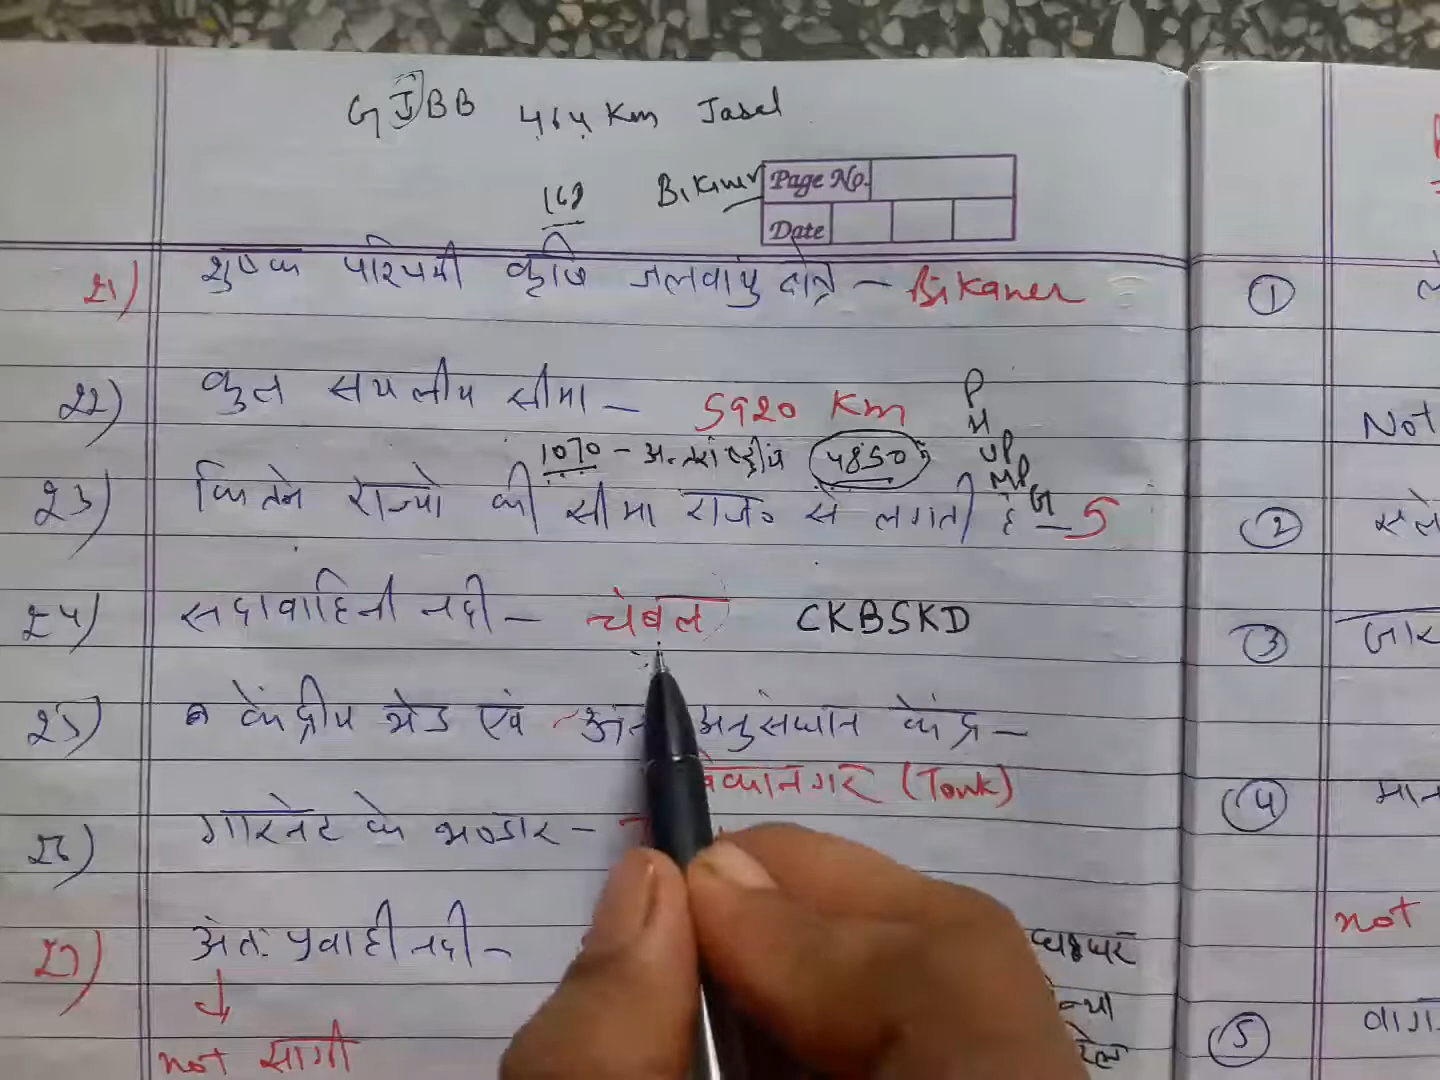 GJBB 464 Km Jasel
168 Bikaner Page No.
Date
21) शुष्क पश्चिमी कृषि जलवायु क्षेत्र - Bikaner
22) कुल स्थलीय सीमा - 5920 Km
1070 - अन्तर्राष्ट्रीय 4850
P
H
UP
MP
G
23) कितने राज्यो की सीमा राज॰ से लगती है - 5
24) सदावाहिनी नदी - चंबल CKBSKD
25) केंद्रीय भेड एवं ऊन अनुसंधान केंद्र -
(Tonk)
26) गारनेट के भण्डार -
27) अंतः प्रवाही नदी -
not साागी
1
Not
2
3
4
not
5